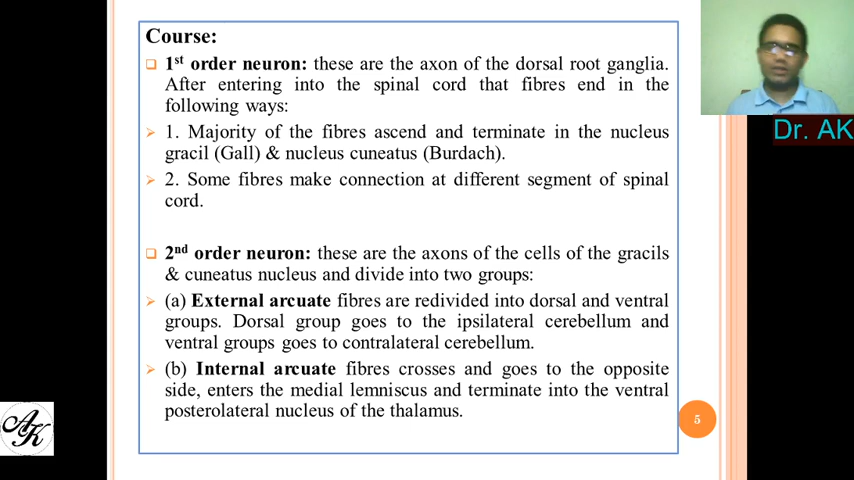 Course:
1st order neuron: these are the axon of the dorsal root ganglia.
After entering into the spinal cord that fibres end in the
following ways:
1. Majority of the fibres ascend and terminate in the nucleus
gracil (Gall) & nucleus cuneatus (Burdach).
2. Some fibres make connection at different segment of spinal
cord.
2nd order neuron: these are the axons of the cells of the gracils
& cuneatus nucleus and divide into two groups:
(a) External arcuate fibres are redivided into dorsal and ventral
groups. Dorsal group goes to the ipsilateral cerebellum and
ventral groups goes to contralateral cerebellum.
(b) Internal arcuate fibres crosses and goes to the opposite
side, enters the medial lemniscus and terminate into the ventral
posterolateral nucleus of the thalamus.
5
Dr. AK
AK